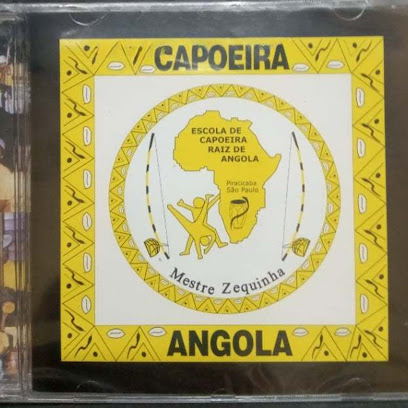 CAPOEIRA
ESCOLA DE
CAPOEIRA
RAIZ DE
ANGOLA
Piracicaba
São Paulo
Mestre Zequinha
ANGOLA